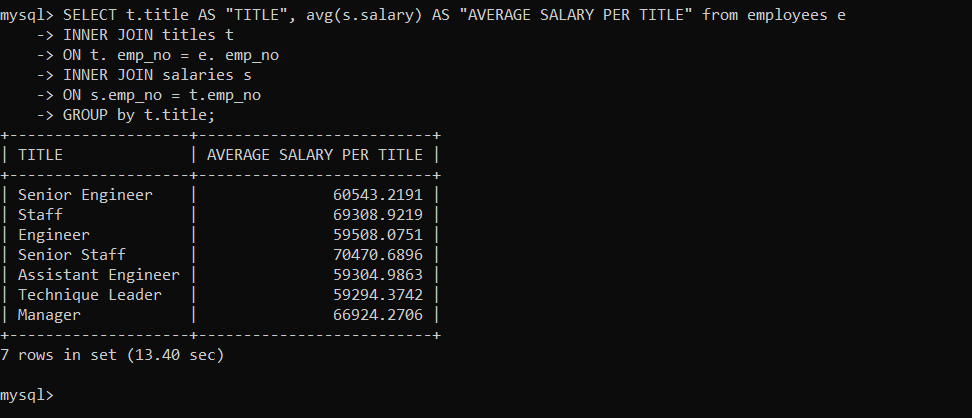 mysql> SELECT t.title AS "TITLE", avg(s.salary) AS "AVERAGE SALARY PER TITLE" from employees e
    -> INNER JOIN titles t
    -> ON t. emp_no = e. emp_no
    -> INNER JOIN salaries s
    -> ON s.emp_no = t.emp_no
    -> GROUP by t.title;
+--------------------+--------------------------+
| TITLE              | AVERAGE SALARY PER TITLE |
+--------------------+--------------------------+
| Senior Engineer    |               60543.2191 |
| Staff              |               69308.9219 |
| Engineer           |               59508.0751 |
| Senior Staff       |               70470.6896 |
| Assistant Engineer |               59304.9863 |
| Technique Leader   |               59294.3742 |
| Manager            |               66924.2706 |
+--------------------+--------------------------+
7 rows in set (13.40 sec)
mysql>